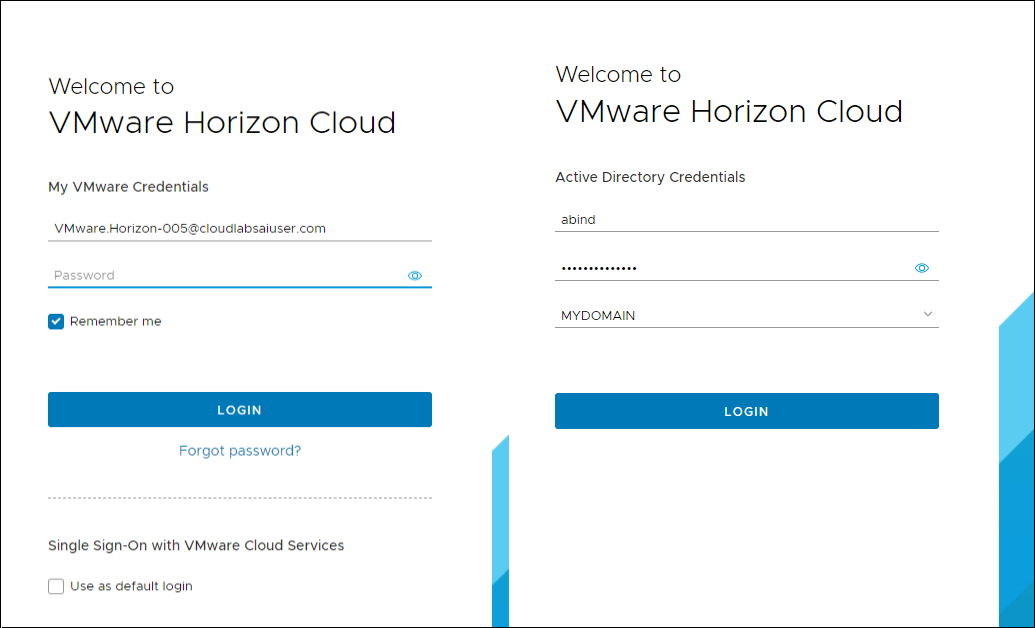 Welcome to
VMware Horizon Cloud
My VMware Credentials
VMware.Horizon-005@cloudlabsaiuser.com
Password
Remember me
LOGIN
Forgot password?
Single Sign-On with VMware Cloud Services
Use as default login
Welcome to
VMware Horizon Cloud
Active Directory Credentials
abind
••••••••••••••
MYDOMAIN
LOGIN